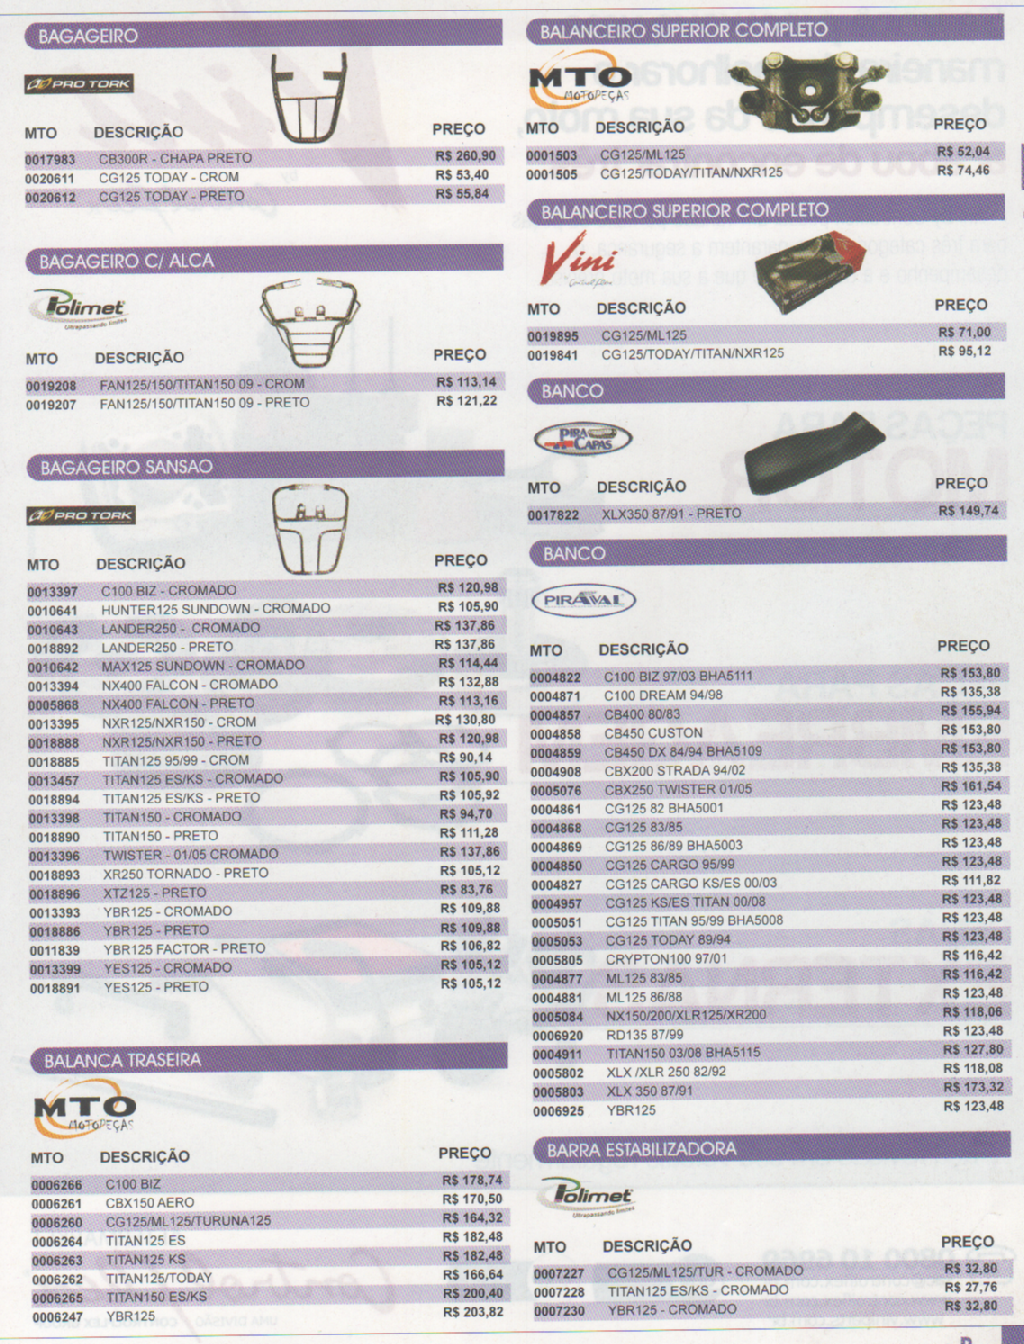 BAGAGEIRO
PRO TORK
MTO DESCRIÇÃO PREÇO
0017983 CB300R - CHAPA PRETO R$ 260,90
0020611 CG125 TODAY - CROM R$ 53,40
0020612 CG125 TODAY - PRETO R$ 55,84
BAGAGEIRO C/ ALCA
Polimet
Ultrapassando limites
MTO DESCRIÇÃO PREÇO
0019208 FAN125/150/TITAN150 09 - CROM R$ 113,14
0019207 FAN125/150/TITAN150 09 - PRETO R$ 121,22
BAGAGEIRO SANSAO
PRO TORK
MTO DESCRIÇÃO PREÇO
0013397 C100 BIZ - CROMADO R$ 120,98
0010641 HUNTER125 SUNDOWN - CROMADO R$ 105,90
0010643 LANDER250 - CROMADO R$ 137,86
0018892 LANDER250 - PRETO R$ 137,86
0010642 MAX125 SUNDOWN - CROMADO R$ 114,44
0013394 NX400 FALCON - CROMADO R$ 132,88
0005868 NX400 FALCON - PRETO R$ 113,16
0013395 NXR125/NXR150 - CROM R$ 130,80
0018888 NXR125/NXR150 - PRETO R$ 120,98
0018885 TITAN125 95/99 - CROM R$ 90,14
0013457 TITAN125 ES/KS - CROMADO R$ 105,90
0018894 TITAN125 ES/KS - PRETO R$ 105,92
0013398 TITAN150 - CROMADO R$ 94,70
0018890 TITAN150 - PRETO R$ 111,28
0013396 TWISTER - 01/05 CROMADO R$ 137,86
0018893 XR250 TORNADO - PRETO R$ 105,12
0018896 XTZ125 - PRETO R$ 83,76
0013393 YBR125 - CROMADO R$ 109,88
0018886 YBR125 - PRETO R$ 109,88
0011839 YBR125 FACTOR - PRETO R$ 106,82
0013399 YES125 - CROMADO R$ 105,12
0018891 YES125 - PRETO R$ 105,12
BALANCA TRASEIRA
MTO
MOTOPEÇAS
MTO DESCRIÇÃO PREÇO
0006266 C100 BIZ R$ 178,74
0006261 CBX150 AERO R$ 170,50
0006260 CG125/ML125/TURUNA125 R$ 164,32
0006264 TITAN125 ES R$ 182,48
0006263 TITAN125 KS R$ 182,48
0006262 TITAN125/TODAY R$ 166,64
0006265 TITAN150 ES/KS R$ 200,40
0006247 YBR125 R$ 203,82
BALANCEIRO SUPERIOR COMPLETO
MTO
MOTOPEÇAS
MTO DESCRIÇÃO PREÇO
0001503 CG125/ML125 R$ 52,04
0001505 CG125/TODAY/TITAN/NXR125 R$ 74,46
BALANCEIRO SUPERIOR COMPLETO
Vini
MTO DESCRIÇÃO PREÇO
0019895 CG125/ML125 R$ 71,00
0019841 CG125/TODAY/TITAN/NXR125 R$ 95,12
BANCO
PIRA CAPAS
MTO DESCRIÇÃO PREÇO
0017822 XLX350 87/91 - PRETO R$ 149,74
BANCO
PIRAVAL
MTO DESCRIÇÃO PREÇO
0004822 C100 BIZ 97/03 BHA5111 R$ 153,80
0004871 C100 DREAM 94/98 R$ 135,38
0004857 CB400 80/83 R$ 155,94
0004858 CB450 CUSTON R$ 153,80
0004859 CB450 DX 84/94 BHA5109 R$ 153,80
0004908 CBX200 STRADA 94/02 R$ 135,38
0005076 CBX250 TWISTER 01/05 R$ 161,54
0004861 CG125 82 BHA5001 R$ 123,48
0004868 CG125 83/85 R$ 123,48
0004869 CG125 86/89 BHA5003 R$ 123,48
0004850 CG125 CARGO 95/99 R$ 123,48
0004827 CG125 CARGO KS/ES 00/03 R$ 111,82
0004957 CG125 KS/ES TITAN 00/08 R$ 123,48
0005051 CG125 TITAN 95/99 BHA5008 R$ 123,48
0005053 CG125 TODAY 89/94 R$ 123,48
0005805 CRYPTON100 97/01 R$ 116,42
0004877 ML125 83/85 R$ 116,42
0004881 ML125 86/88 R$ 123,48
0005084 NX150/200/XLR125/XR200 R$ 118,06
0006920 RD135 87/99 R$ 123,48
0004911 TITAN150 03/08 BHA5115 R$ 127,80
0005802 XLX /XLR 250 82/92 R$ 118,08
0005803 XLX 350 87/91 R$ 173,32
0006925 YBR125 R$ 123,48
BARRA ESTABILIZADORA
Polimet
Ultrapassando limites
MTO DESCRIÇÃO PREÇO
0007227 CG125/ML125/TUR - CROMADO R$ 32,80
0007228 TITAN125 ES/KS - CROMADO R$ 27,76
0007230 YBR125 - CROMADO R$ 32,80